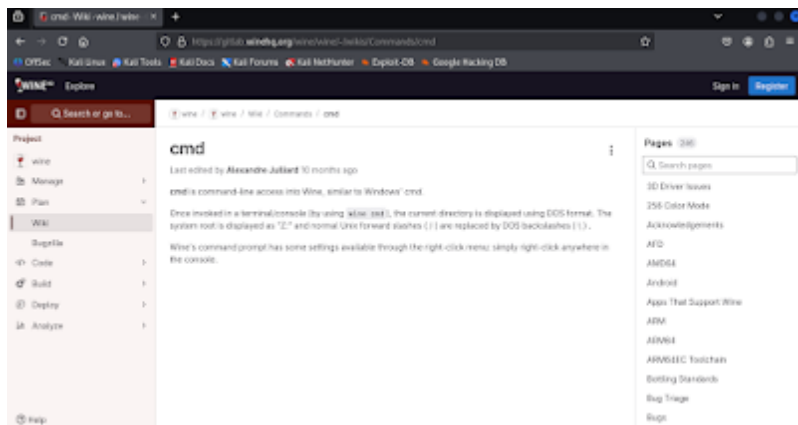 cmd · Wiki · wine / wine
https://gitlab.winehq.org/wine/wine/-/wikis/Commands/cmd
OffSec Kali Linux Kali Tools Kali Docs Kali Forums Kali NetHunter Exploit-DB Google Hacking DB
WINE Explore Sign in Register
Search or go to...
wine / wine / Wiki / Commands / cmd
Project
wine
Manage
Plan
Wiki
Bugzilla
Code
Build
Deploy
Analyze
Help
cmd
Last edited by Alexandre Julliard 10 months ago
cmd is command-line access into Wine, similar to Windows' cmd.
Once invoked in a terminal/console (by using wine cmd), the current directory is displayed using DOS format. The
system root is displayed as "Z:" and normal Unix forward slashes (/) are replaced by DOS backslashes (\).
Wine's command prompt has some settings available through the right-click menu: simply right-click anywhere in
the console.
Pages
Search pages
3D Driver Issues
256 Color Mode
Acknowledgements
AFD
AMD64
Android
Apps That Support Wine
ARM
ARM64
ARM64EC Toolchain
Bottling Standards
Bug Triage
Bugs